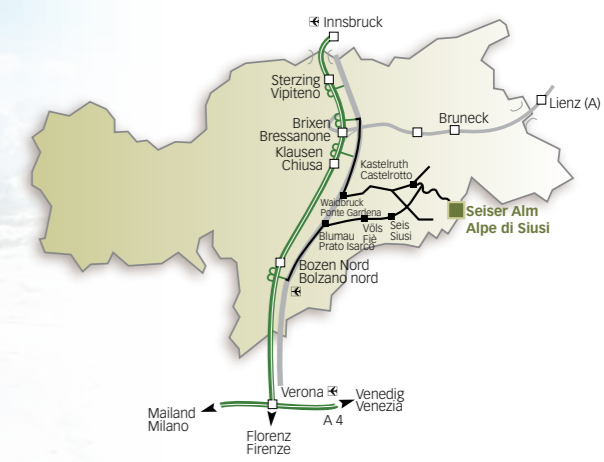 Innsbruck
Sterzing
Vipiteno
Lienz (A)
Brixen
Bressanone
Bruneck
Klausen
Chiusa
Kastelruth
Castelrotto
Waidbruck
Ponte Gardena
Seiser Alm
Alpe di Siusi
Völs
Fiè
Seis
Siusi
Blumau
Prato Isarco
Bozen Nord
Bolzano nord
Verona
Venedig
Venezia
A 4
Mailand
Milano
Florenz
Firenze